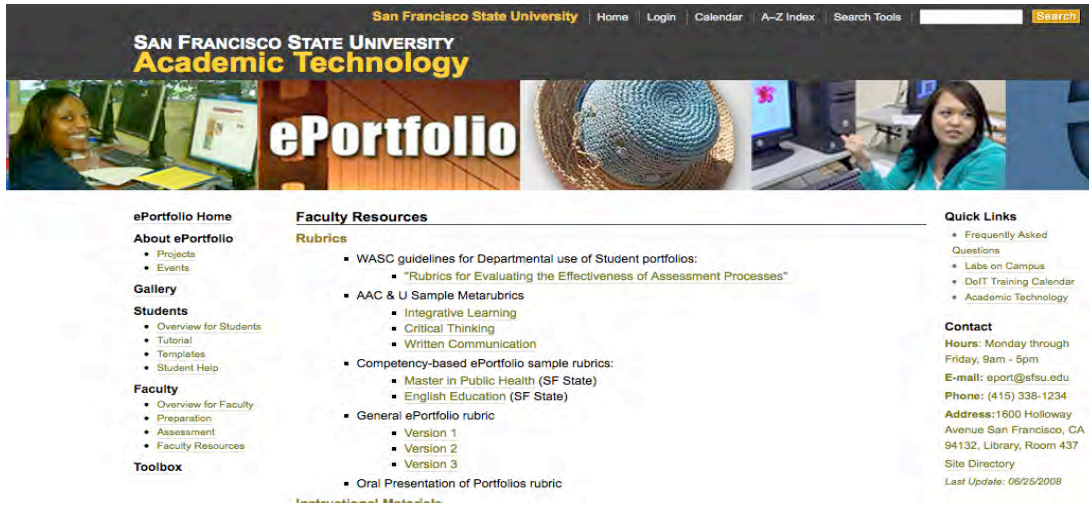 San Francisco State University Home Login Calendar A–Z Index Search Tools Search
SAN FRANCISCO STATE UNIVERSITY
Academic Technology
ePortfolio
ePortfolio Home
About ePortfolio
Projects
Events
Gallery
Students
Overview for Students
Tutorial
Templates
Student Help
Faculty
Overview for Faculty
Preparation
Assessment
Faculty Resources
Toolbox
Faculty Resources
Rubrics
WASC guidelines for Departmental use of Student portfolios:
"Rubrics for Evaluating the Effectiveness of Assessment Processes"
AAC & U Sample Metarubrics
Integrative Learning
Critical Thinking
Written Communication
Competency-based ePortfolio sample rubrics:
Master in Public Health (SF State)
English Education (SF State)
General ePortfolio rubric
Version 1
Version 2
Version 3
Oral Presentation of Portfolios rubric
Instructional Materials
Quick Links
Frequently Asked
Questions
Labs on Campus
DoIT Training Calendar
Academic Technology
Contact
Hours: Monday through
Friday, 9am - 5pm
E-mail: eport@sfsu.edu
Phone: (415) 338-1234
Address:1600 Holloway
Avenue San Francisco, CA
94132, Library, Room 437
Site Directory
Last Update: 06/25/2008